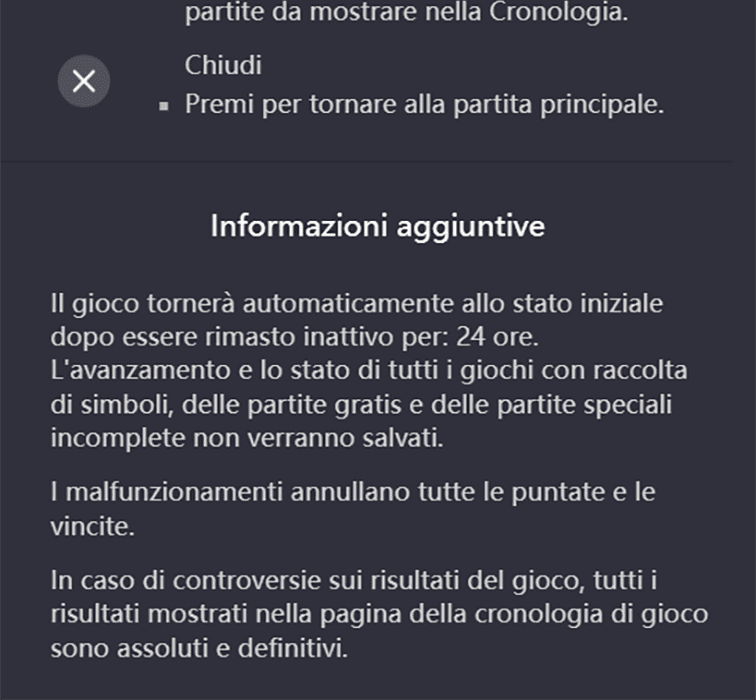 partite da mostrare nella Cronologia.
Chiudi
▪ Premi per tornare alla partita principale.
Informazioni aggiuntive
Il gioco tornerà automaticamente allo stato iniziale
dopo essere rimasto inattivo per: 24 ore.
L'avanzamento e lo stato di tutti i giochi con raccolta
di simboli, delle partite gratis e delle partite speciali
incomplete non verranno salvati.
I malfunzionamenti annullano tutte le puntate e le
vincite.
In caso di controversie sui risultati del gioco, tutti i
risultati mostrati nella pagina della cronologia di gioco
sono assoluti e definitivi.